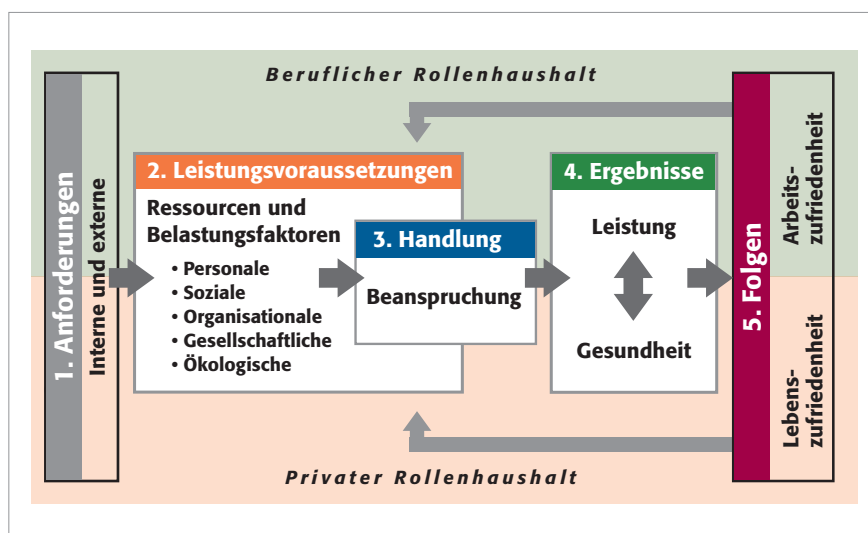 Beruflicher Rollenhaushalt
1. Anforderungen
Interne und externe
2. Leistungsvoraussetzungen
Ressourcen und
Belastungsfaktoren
• Personale
• Soziale
• Organisationale
• Gesellschaftliche
• Ökologische
3. Handlung
Beanspruchung
4. Ergebnisse
Leistung
Gesundheit
5. Folgen
Arbeits-
zufriedenheit
Lebens-
zufriedenheit
Privater Rollenhaushalt